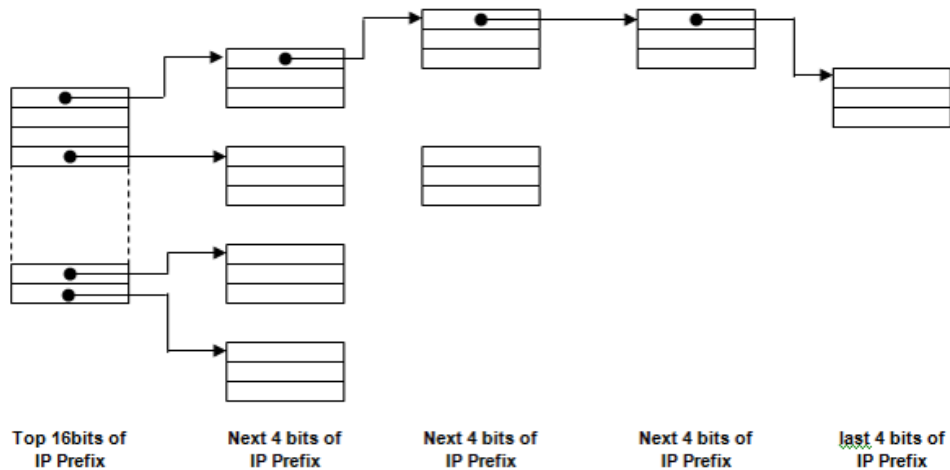 Top 16bits of
IP Prefix
Next 4 bits of
IP Prefix
Next 4 bits of
IP Prefix
Next 4 bits of
IP Prefix
last 4 bits of
IP Prefix